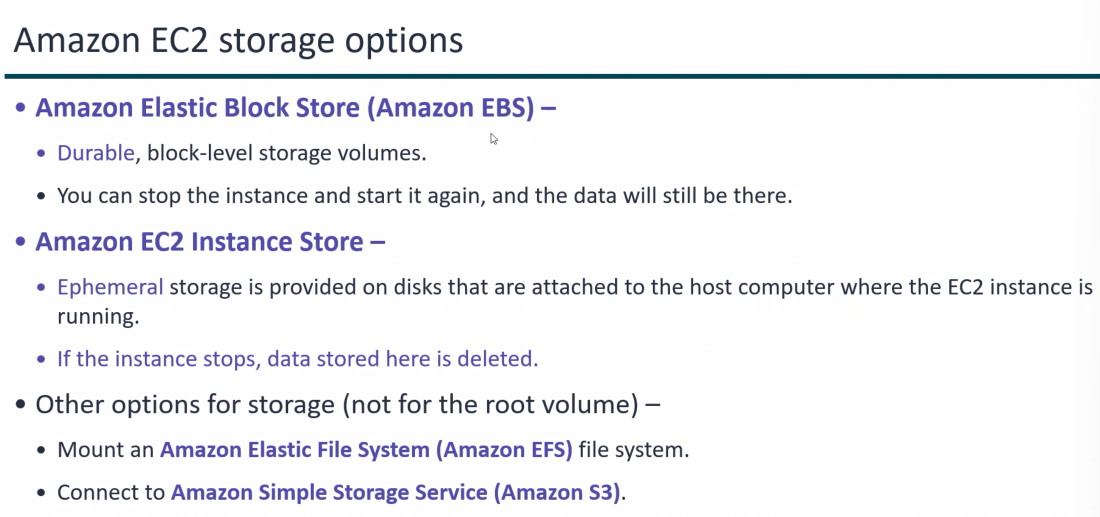 Amazon EC2 storage options
• Amazon Elastic Block Store (Amazon EBS) –
• Durable, block-level storage volumes.
• You can stop the instance and start it again, and the data will still be there.
• Amazon EC2 Instance Store –
• Ephemeral storage is provided on disks that are attached to the host computer where the EC2 instance is
running.
• If the instance stops, data stored here is deleted.
• Other options for storage (not for the root volume) –
• Mount an Amazon Elastic File System (Amazon EFS) file system.
• Connect to Amazon Simple Storage Service (Amazon S3).